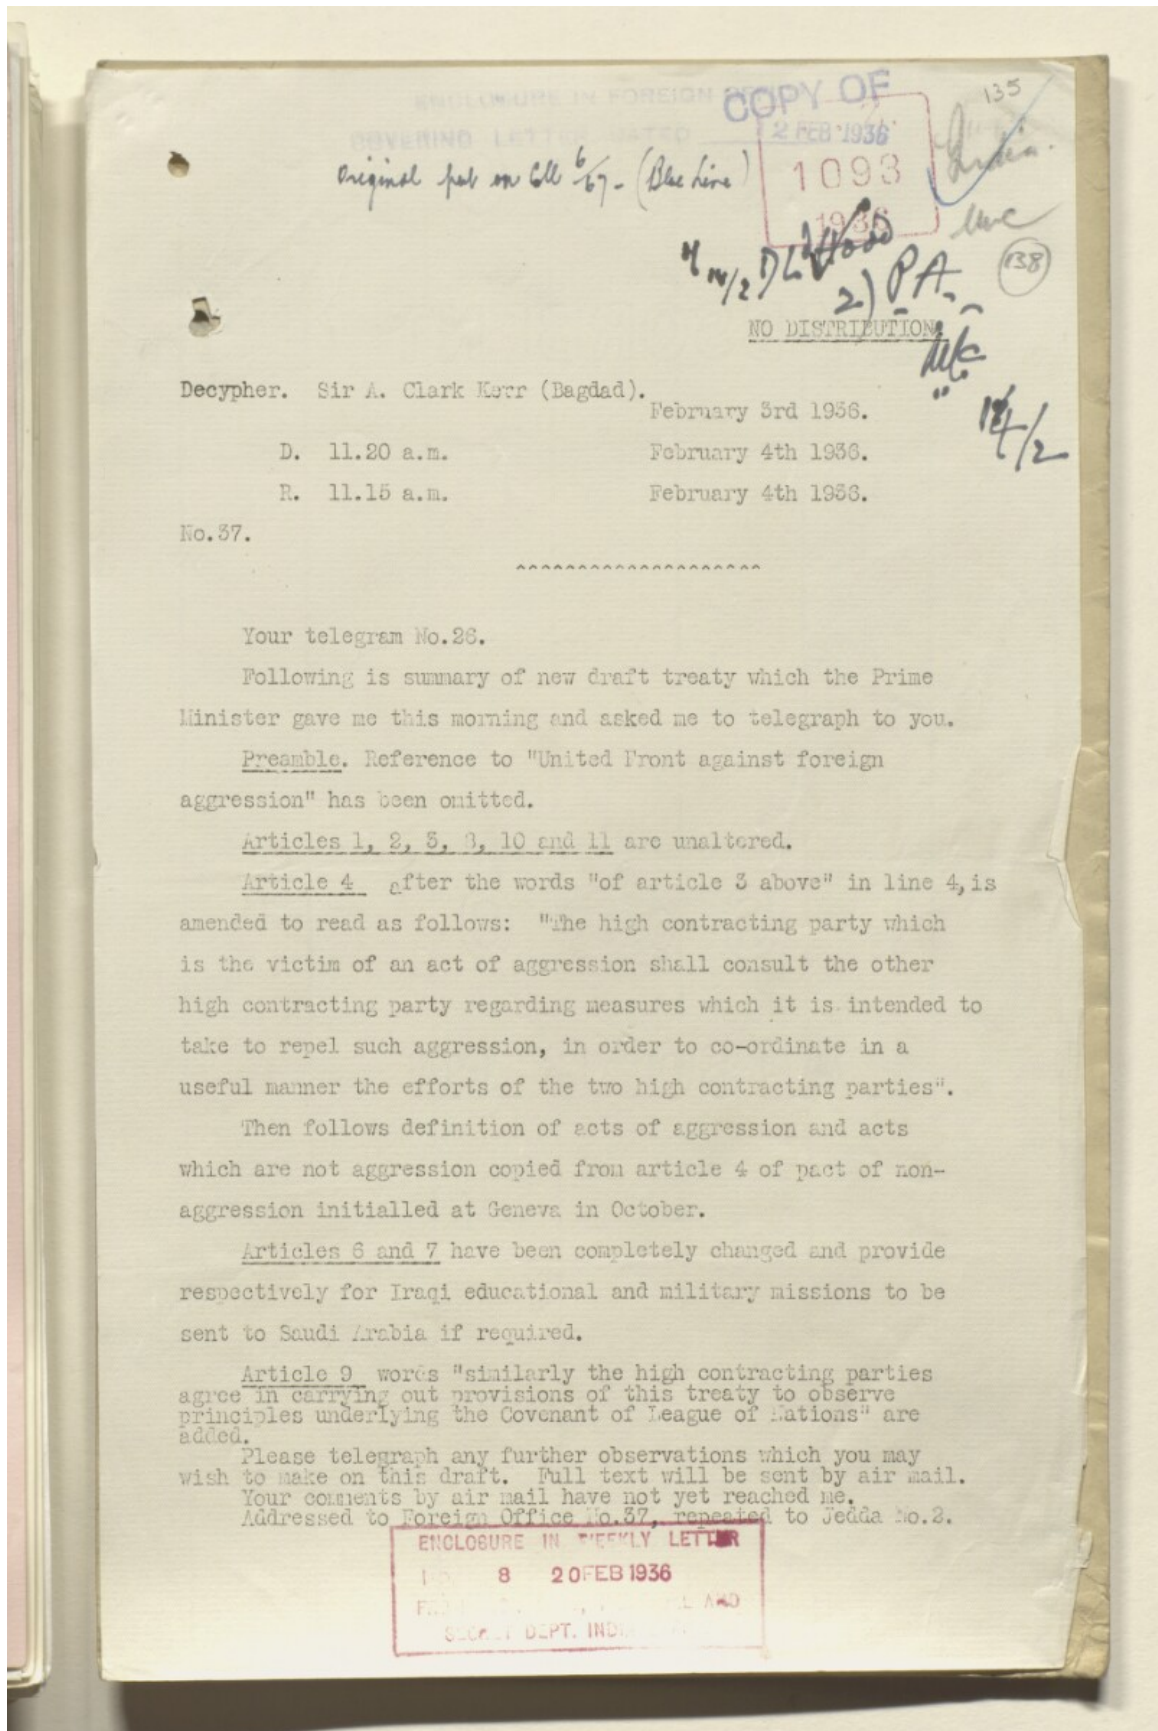 135
COPY OF
ENCLOSURE IN FOREIGN
COVERING LETTER DATED
2 FEB 1936
Original put on Coll 6/67 - (Blue Line)
1093
1936
India.
138
14/2
2) P.A.
NO DISTRIBUTION.
14/2
Decypher. Sir A. Clark Kerr (Bagdad).
February 3rd 1936.
D. 11.20 a.m. February 4th 1936.
R. 11.15 a.m. February 4th 1936.
No.37.
^^^^^^^^^^^^^^^^^^^^
Your telegram No.26.
Following is summary of new draft treaty which the Prime
Minister gave me this morning and asked me to telegraph to you.
Preamble. Reference to "United Front against foreign
aggression" has been omitted.
Articles 1, 2, 3, 8, 10 and 11 are unaltered.
Article 4 after the words "of article 3 above" in line 4, is
amended to read as follows: "The high contracting party which
is the victim of an act of aggression shall consult the other
high contracting party regarding measures which it is intended to
take to repel such aggression, in order to co-ordinate in a
useful manner the efforts of the two high contracting parties".
Then follows definition of acts of aggression and acts
which are not aggression copied from article 4 of pact of non-
aggression initialled at Geneva in October.
Articles 6 and 7 have been completely changed and provide
respectively for Iraqi educational and military missions to be
sent to Saudi Arabia if required.
Article 9 words "similarly the high contracting parties
agree in carrying out provisions of this treaty to observe
principles underlying the Covenant of League of Nations" are
added.
Please telegraph any further observations which you may
wish to make on this draft. Full text will be sent by air mail.
Your comments by air mail have not yet reached me.
Addressed to Foreign Office No.37, repeated to Jedda No.2.
ENCLOSURE IN WEEKLY LETTER
8 20 FEB 1936
AND
SECRET DEPT. INDIA